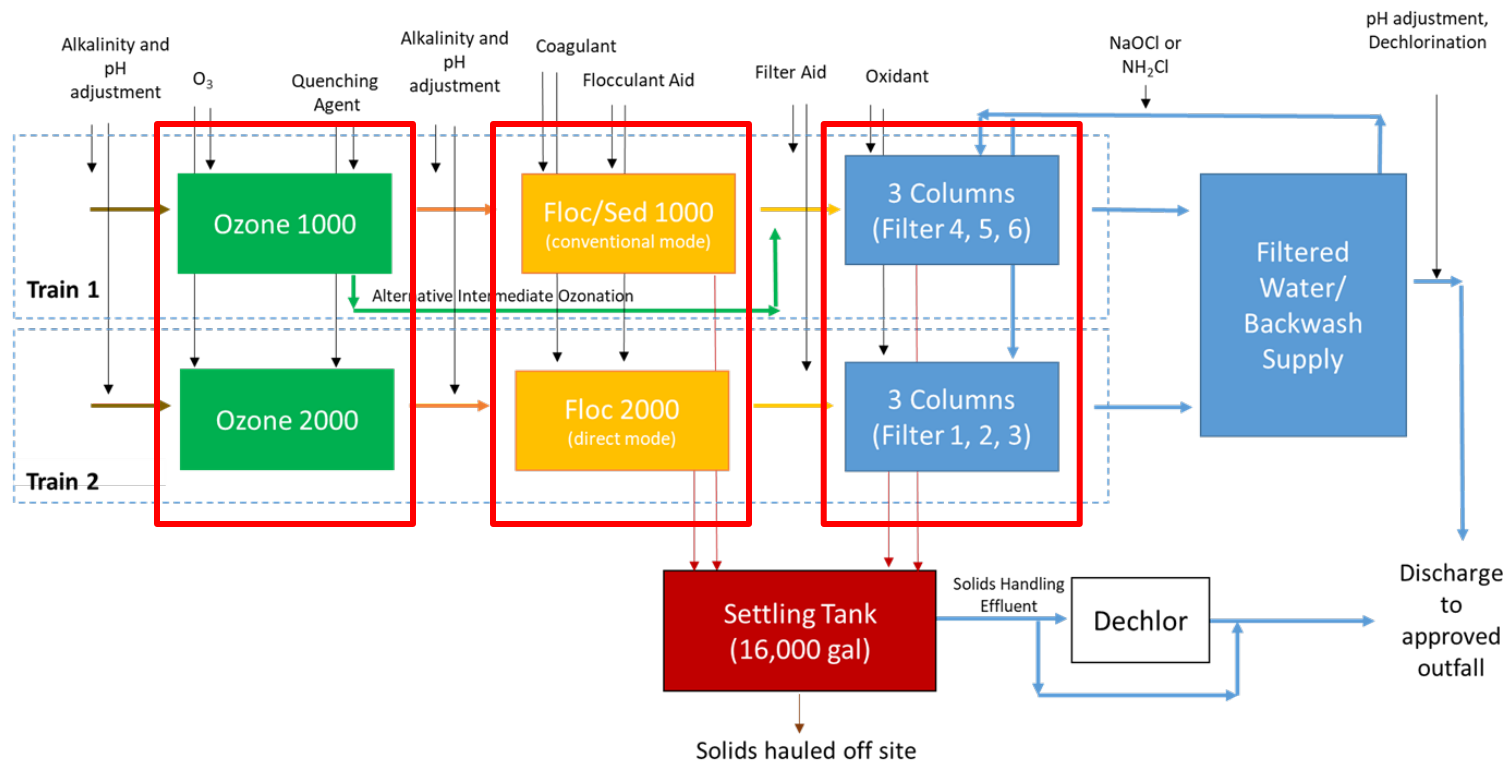 Alkalinity and
pH
adjustment
O3
Quenching
Agent
Alkalinity and
pH
adjustment
Coagulant
Flocculant Aid
Filter Aid
Oxidant
NaOCl or
NH2Cl
pH adjustment,
Dechlorination
Ozone 1000
Floc/Sed 1000
(conventional mode)
3 Columns
(Filter 4, 5, 6)
Filtered
Water/
Backwash
Supply
Train 1
Alternative Intermediate Ozonation
Ozone 2000
Floc 2000
(direct mode)
3 Columns
(Filter 1, 2, 3)
Train 2
Settling Tank
(16,000 gal)
Solids Handling
Effluent
Dechlor
Discharge
to
approved
outfall
Solids hauled off site